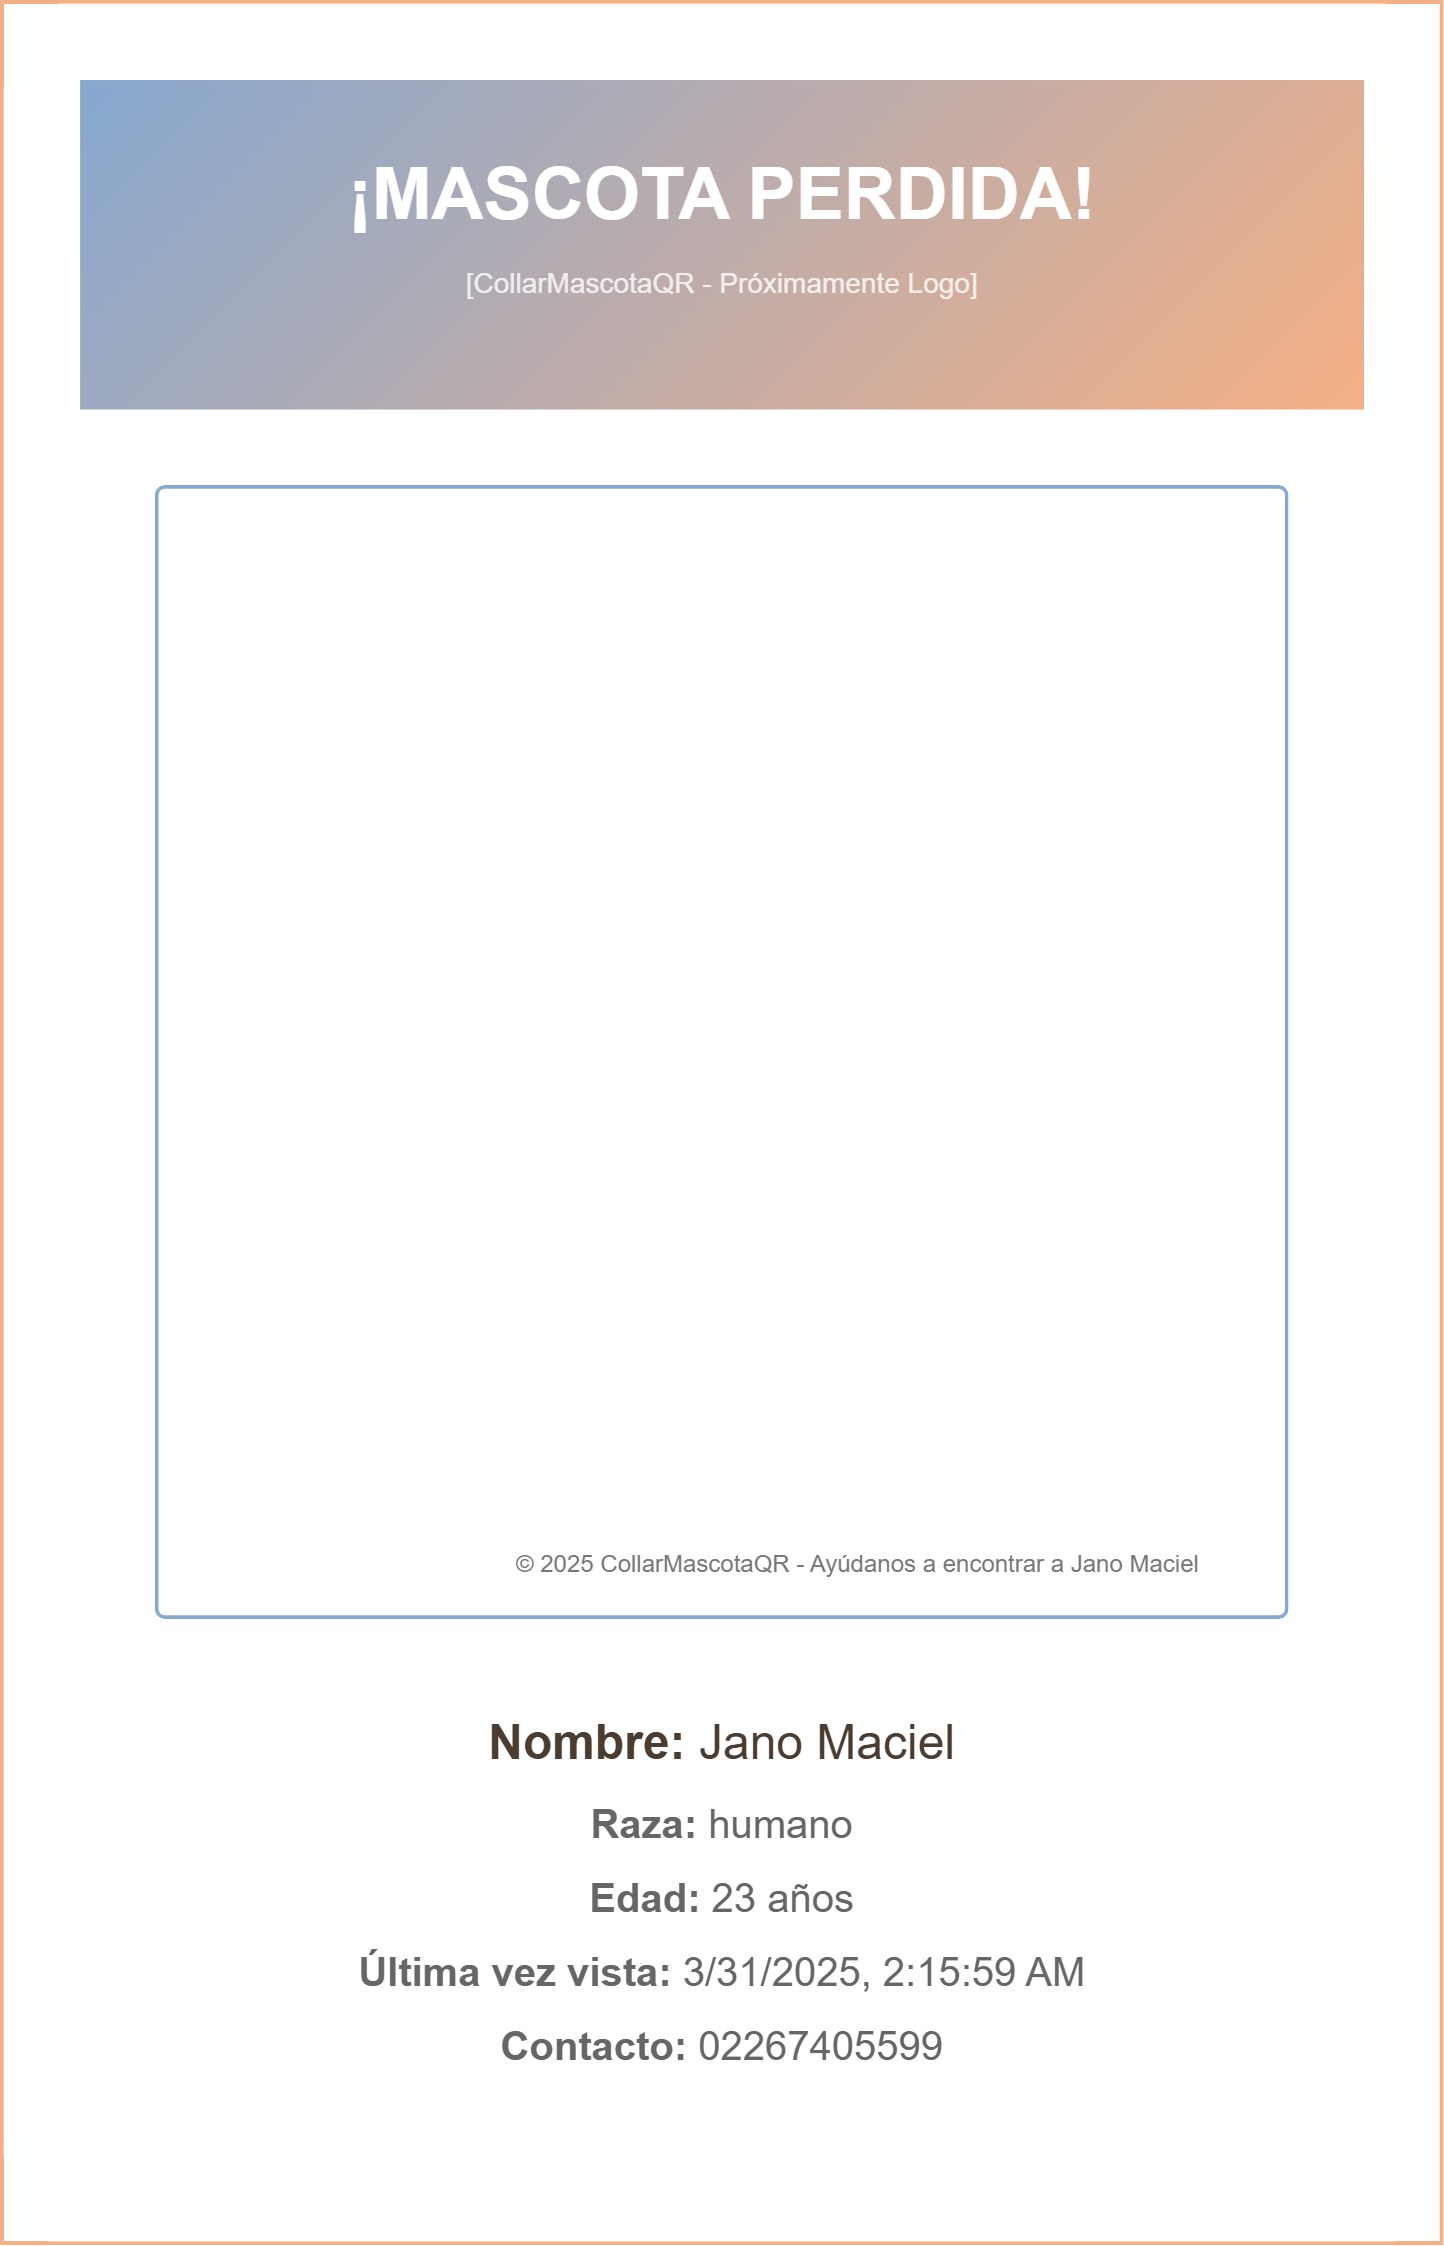 ¡MASCOTA PERDIDA!
[CollarMascotaQR - Próximamente Logo]
© 2025 CollarMascotaQR - Ayúdanos a encontrar a Jano Maciel
Nombre: Jano Maciel
Raza: humano
Edad: 23 años
Última vez vista: 3/31/2025, 2:15:59 AM
Contacto: 02267405599